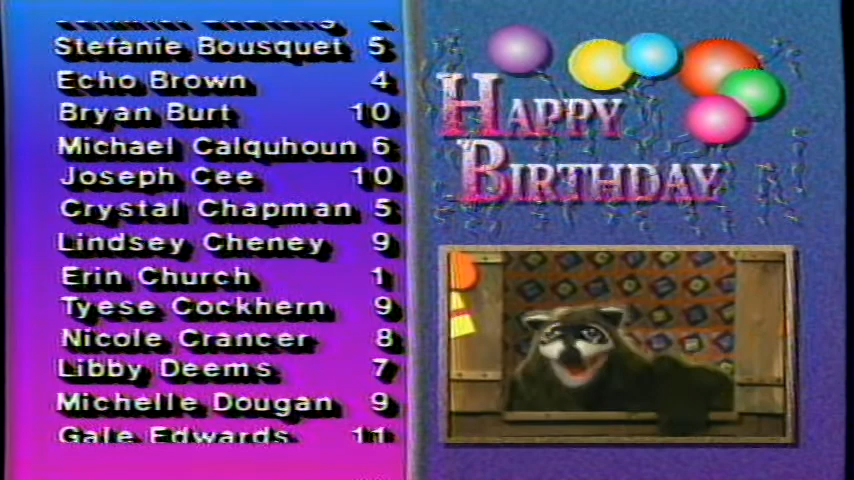 Stefanie Bousquet 5
Echo Brown 4
Bryan Burt 10
Michael Calquhoun 6
Joseph Cee 10
Crystal Chapman 5
Lindsey Cheney 9
Erin Church 1
Tyese Cockhern 9
Nicole Crancer 8
Libby Deems 7
Michelle Dougan 9
Gale Edwards 11
HAPPY
BIRTHDAY